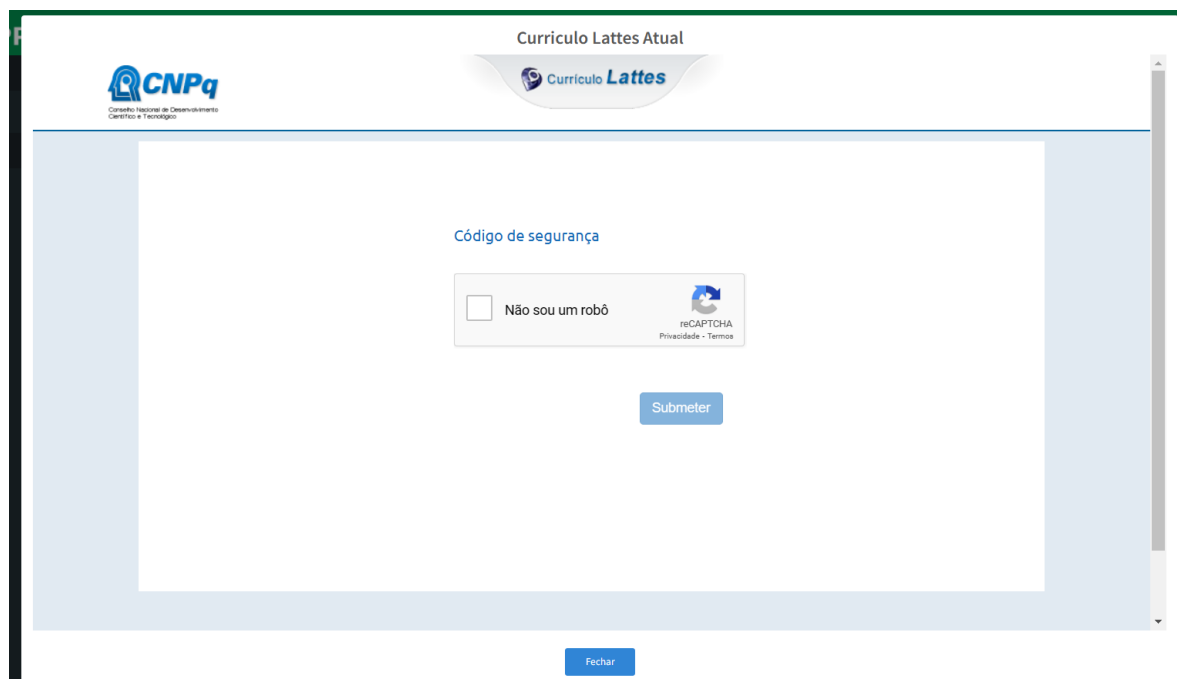 Curriculo Lattes Atual
CNPq
Conselho Nacional de Desenvolvimento
Científico e Tecnológico
Currículo Lattes
Código de segurança
Não sou um robô
reCAPTCHA
Privacidade - Termos
Submeter
Fechar